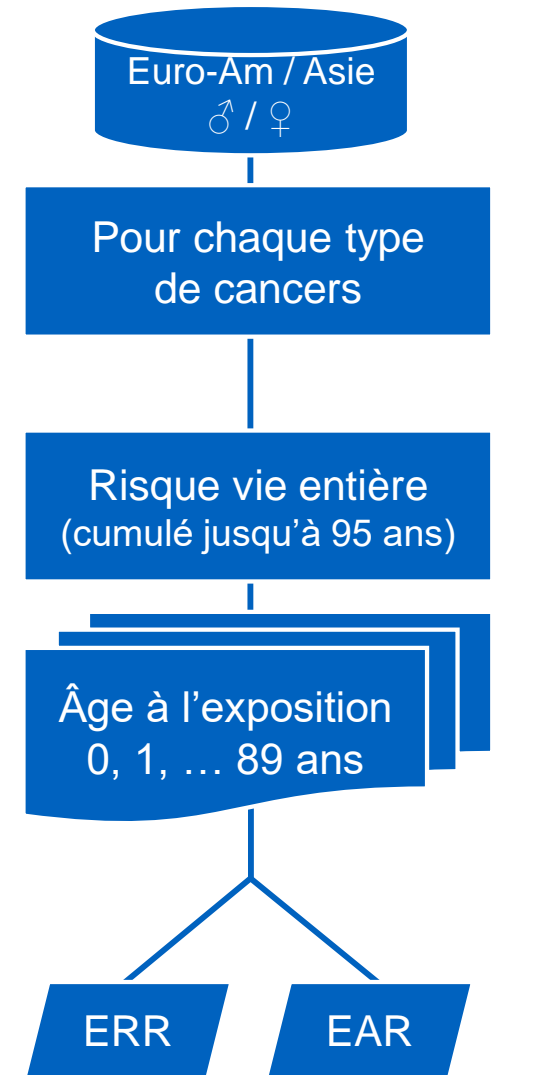 Euro-Am / Asie
♂ / ♀
Pour chaque type
de cancers
Risque vie entière
(cumulé jusqu’à 95 ans)
Âge à l’exposition
0, 1, … 89 ans
ERR
EAR